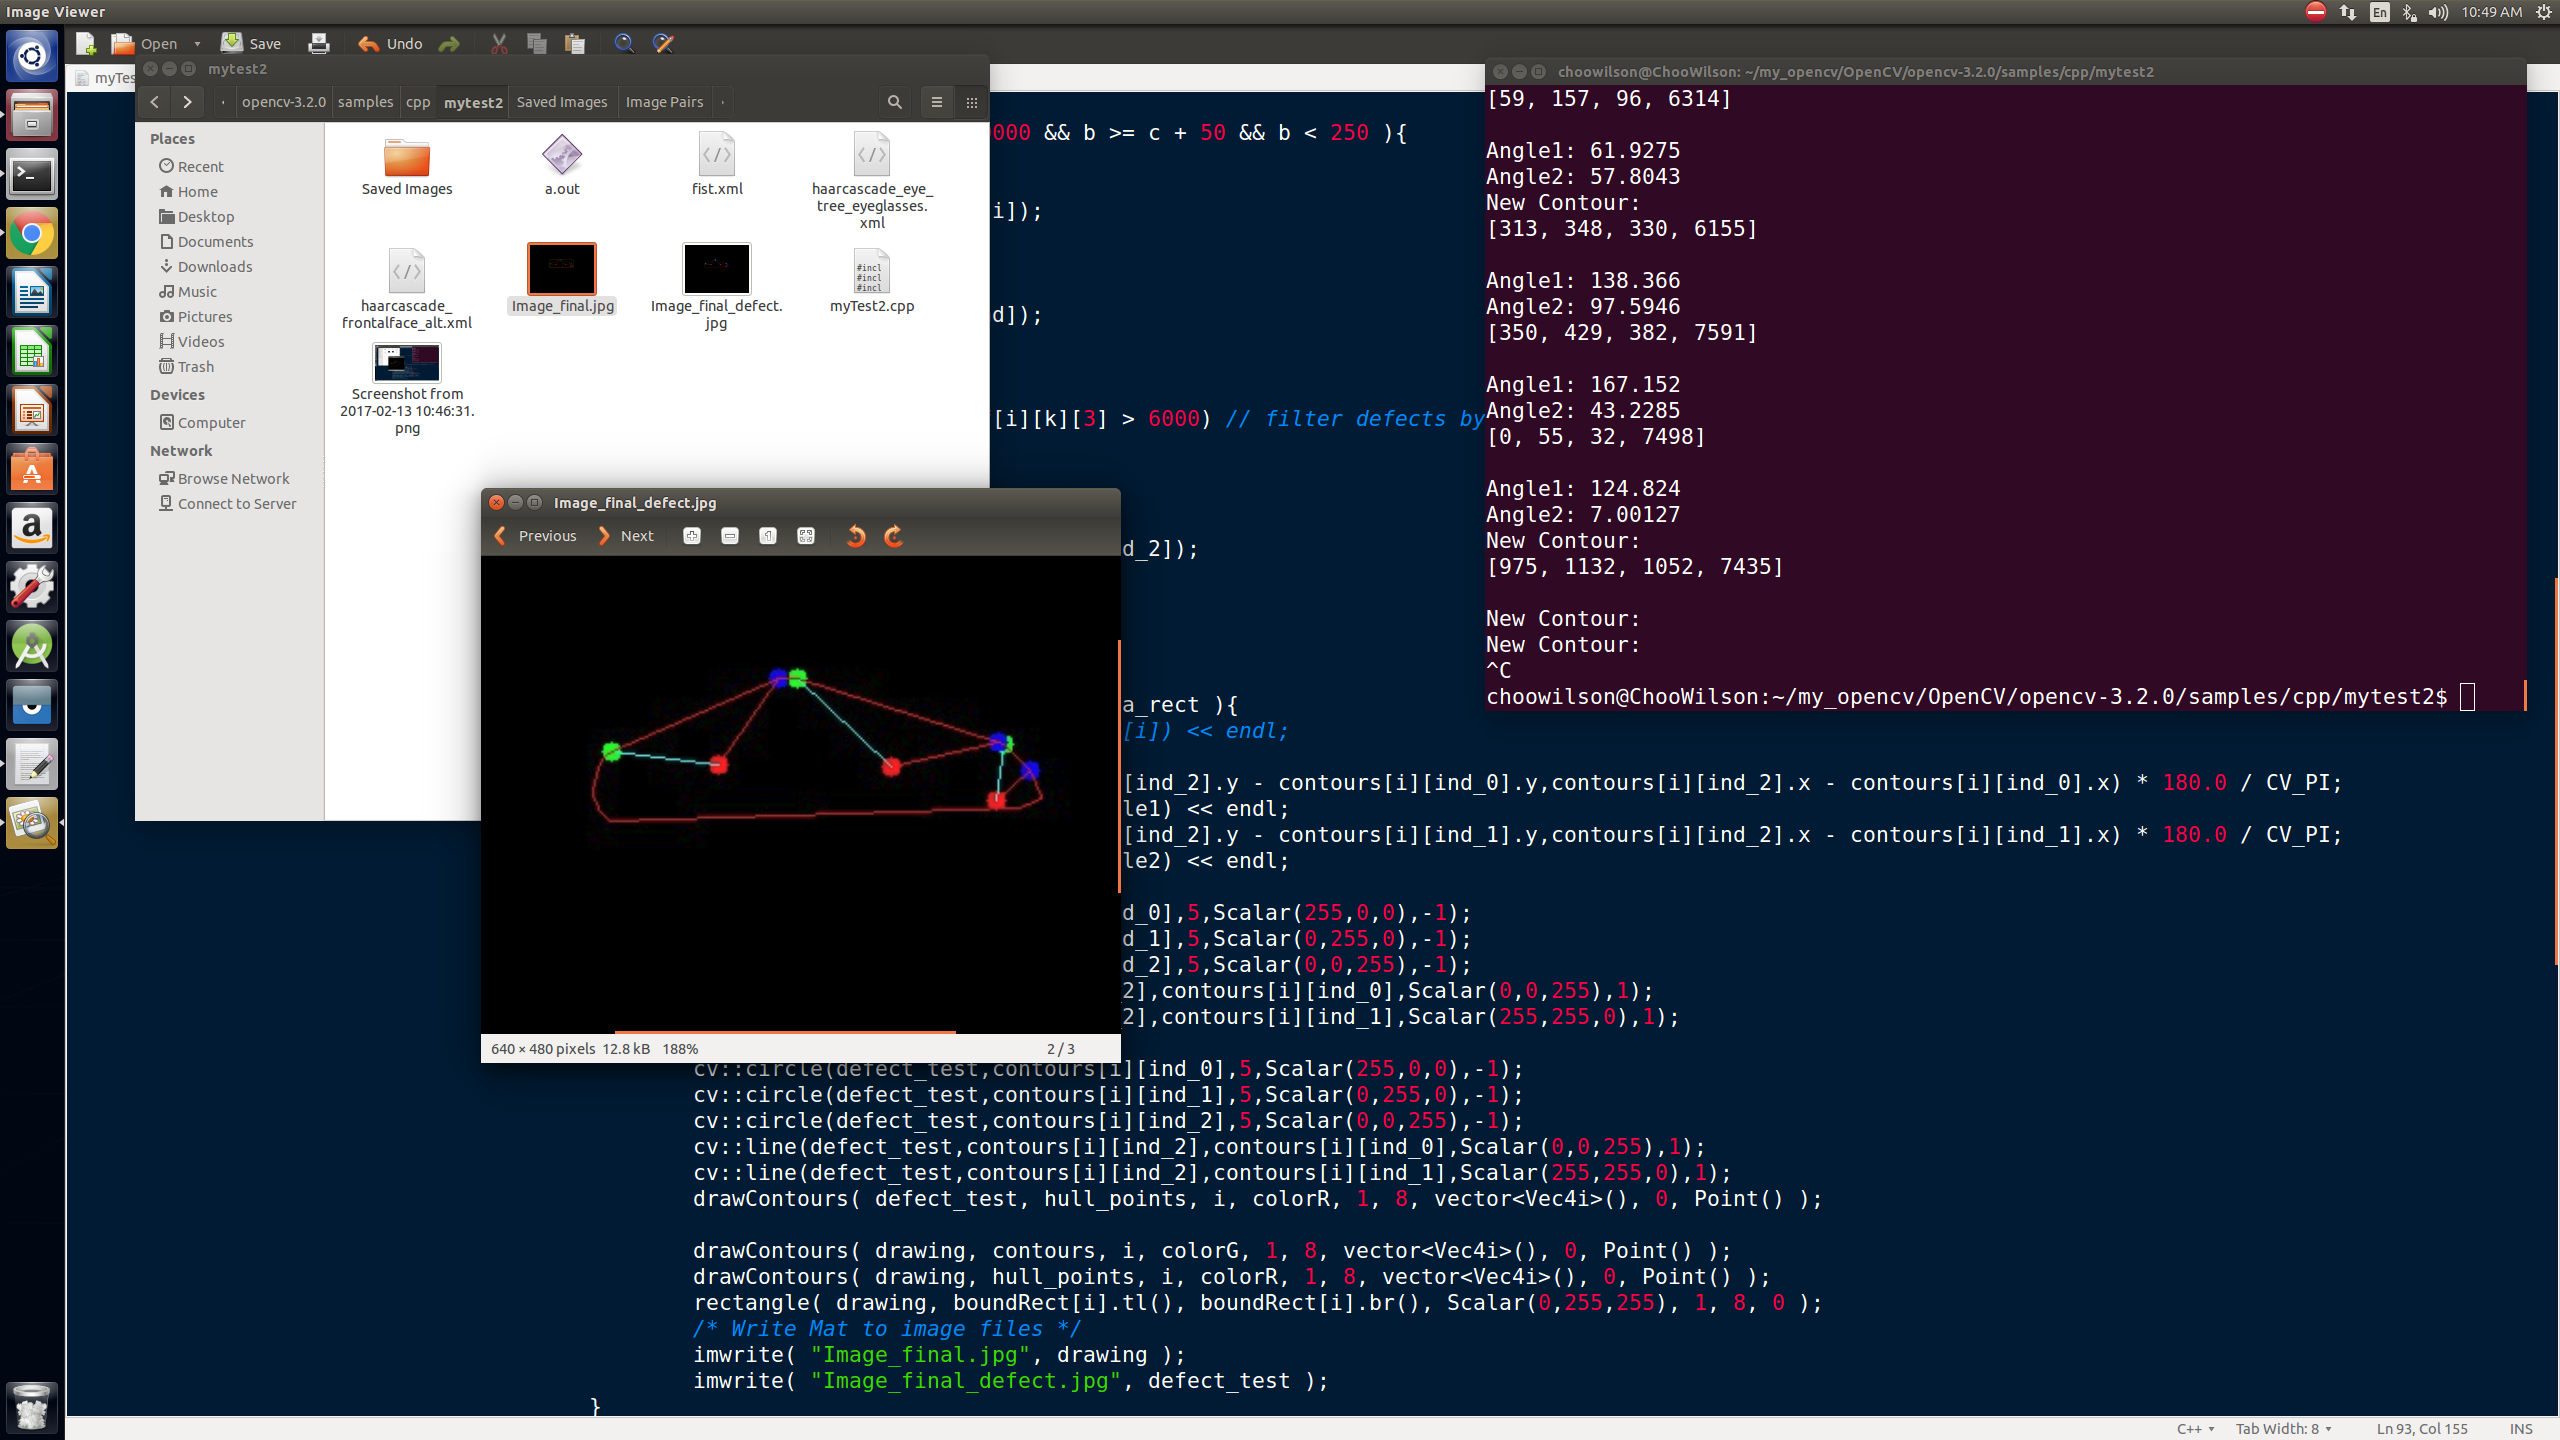 Image Viewer
En
10:49 AM
Open
Save
Undo
myTes
mytest2
opencv-3.2.0
samples
cpp
mytest2
Saved Images
Image Pairs
Places
Recent
Home
Desktop
Documents
Downloads
Music
Pictures
Videos
Trash
Devices
Computer
Network
Browse Network
Connect to Server
Saved Images
a.out
fist.xml
haarcascade_eye_
tree_eyeglasses.
xml
haarcascade_
frontalface_alt.xml
Image_final.jpg
Image_final_defect.
jpg
#incl
#incl
#incl
myTest2.cpp
Screenshot from
2017-02-13 10:46:31.
png
000 && b >= c + 50 && b < 250 ){
i]);
d]);
[i][k][3] > 6000) // filter defects by
d_2]);
a_rect ){
[i]) << endl;
[ind_2].y - contours[i][ind_0].y,contours[i][ind_2].x - contours[i][ind_0].x) * 180.0 / CV_PI;
le1) << endl;
[ind_2].y - contours[i][ind_1].y,contours[i][ind_2].x - contours[i][ind_1].x) * 180.0 / CV_PI;
le2) << endl;
d_0],5,Scalar(255,0,0),-1);
d_1],5,Scalar(0,255,0),-1);
d_2],5,Scalar(0,0,255),-1);
2],contours[i][ind_0],Scalar(0,0,255),1);
2],contours[i][ind_1],Scalar(255,255,0),1);
cv::circle(defect_test,contours[i][ind_0],5,Scalar(255,0,0),-1);
cv::circle(defect_test,contours[i][ind_1],5,Scalar(0,255,0),-1);
cv::circle(defect_test,contours[i][ind_2],5,Scalar(0,0,255),-1);
cv::line(defect_test,contours[i][ind_2],contours[i][ind_0],Scalar(0,0,255),1);
cv::line(defect_test,contours[i][ind_2],contours[i][ind_1],Scalar(255,255,0),1);
drawContours( defect_test, hull_points, i, colorR, 1, 8, vector<Vec4i>(), 0, Point() );
drawContours( drawing, contours, i, colorG, 1, 8, vector<Vec4i>(), 0, Point() );
drawContours( drawing, hull_points, i, colorR, 1, 8, vector<Vec4i>(), 0, Point() );
rectangle( drawing, boundRect[i].tl(), boundRect[i].br(), Scalar(0,255,255), 1, 8, 0 );
/* Write Mat to image files */
imwrite( "Image_final.jpg", drawing );
imwrite( "Image_final_defect.jpg", defect_test );
}
Image_final_defect.jpg
Previous
Next
640 × 480 pixels 12.8 kB 188%
2 / 3
choowilson@ChooWilson: ~/my_opencv/OpenCV/opencv-3.2.0/samples/cpp/mytest2
[59, 157, 96, 6314]
Angle1: 61.9275
Angle2: 57.8043
New Contour:
[313, 348, 330, 6155]
Angle1: 138.366
Angle2: 97.5946
[350, 429, 382, 7591]
Angle1: 167.152
Angle2: 43.2285
[0, 55, 32, 7498]
Angle1: 124.824
Angle2: 7.00127
New Contour:
[975, 1132, 1052, 7435]
New Contour:
New Contour:
^C
choowilson@ChooWilson:~/my_opencv/OpenCV/opencv-3.2.0/samples/cpp/mytest2$
C++
Tab Width: 8
Ln 93, Col 155
INS